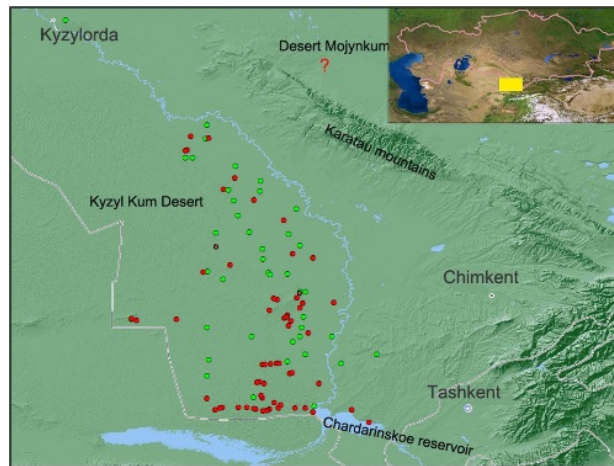 Kyzylorda
Desert Mojynkum
?
Karatau mountains
Kyzyl Kum Desert
Chimkent
Tashkent
Chardarinskoe reservoir